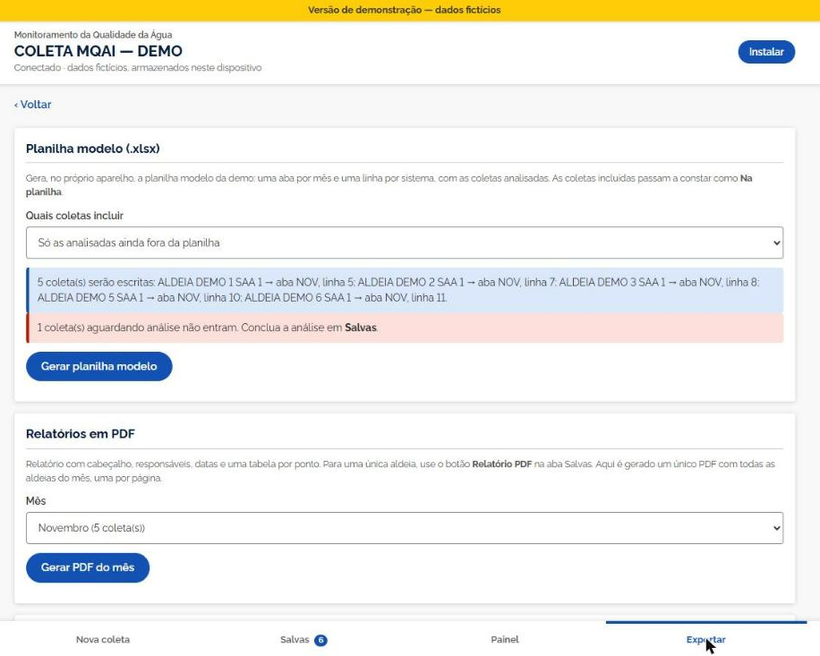 Versão de demonstração — dados fictícios
Monitoramento da Qualidade da Água
COLETA MQAI — DEMO
Conectado · dados fictícios, armazenados neste dispositivo
Instalar
‹ Voltar
Planilha modelo (.xlsx)
Gera, no próprio aparelho, a planilha modelo da demo: uma aba por mês e uma linha por sistema, com as coletas analisadas. As coletas incluídas passam a constar como Na
planilha.
Quais coletas incluir
Só as analisadas ainda fora da planilha
5 coleta(s) serão escritas: ALDEIA DEMO 1 SAA 1 → aba NOV, linha 5; ALDEIA DEMO 2 SAA 1 → aba NOV, linha 7; ALDEIA DEMO 3 SAA 1 → aba NOV, linha 8;
ALDEIA DEMO 5 SAA 1 → aba NOV, linha 10; ALDEIA DEMO 6 SAA 1 → aba NOV, linha 11.
1 coleta(s) aguardando análise não entram. Conclua a análise em Salvas.
Gerar planilha modelo
Relatórios em PDF
Relatório com cabeçalho, responsáveis, datas e uma tabela por ponto. Para uma única aldeia, use o botão Relatório PDF na aba Salvas. Aqui é gerado um único PDF com todas as
aldeias do mês, uma por página.
Mês
Novembro (5 coleta(s))
Gerar PDF do mês
Nova coleta
Salvas 6
Painel
Exportar